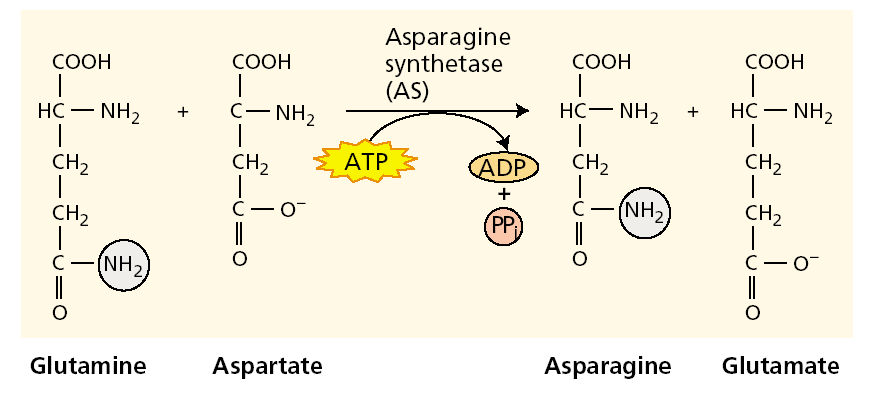 Asparagine
synthetase
(AS)
COOH COOH COOH COOH
HC — NH₂ + C — NH₂ HC — NH₂ + HC — NH₂
CH₂ CH₂ ATP ADP CH₂ CH₂
+
CH₂ C — O⁻ PPi C — NH₂ CH₂
C — NH₂ O O C — O⁻
O O
Glutamine Aspartate Asparagine Glutamate